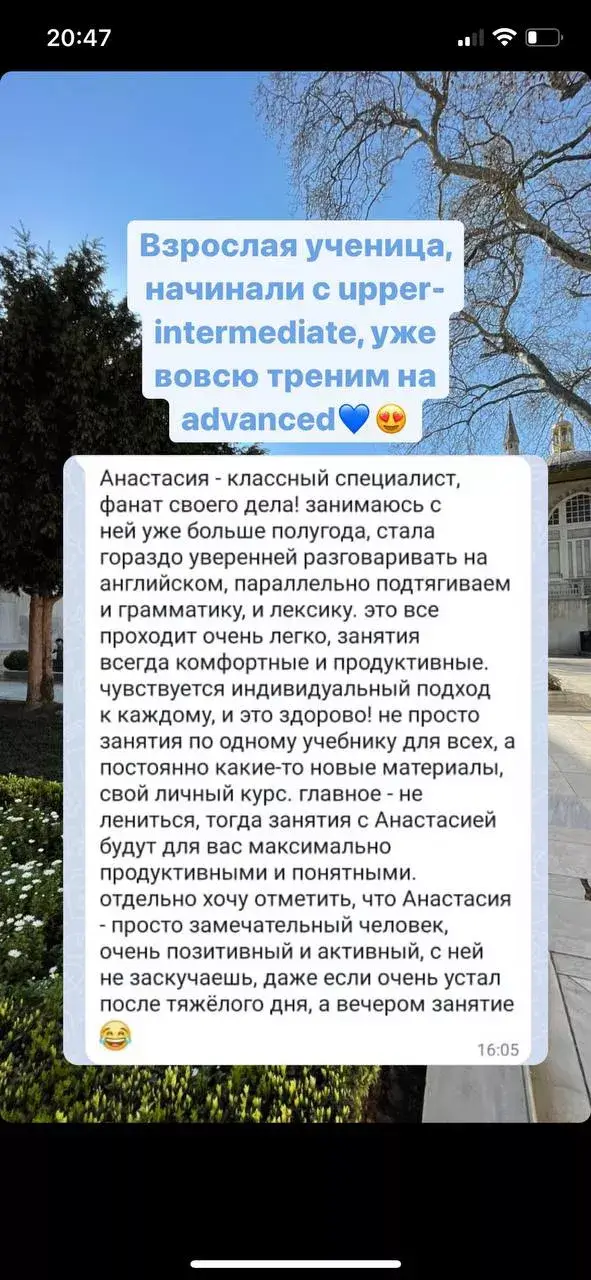 20:47
Взрослая ученица,
начинали с upper-
intermediate, уже
вовсю треним на
advanced💙😍
Анастасия - классный специалист,
фанат своего дела! занимаюсь с
ней уже больше полугода, стала
гораздо уверенней разговаривать на
английском, параллельно подтягиваем
и грамматику, и лексику. это все
проходит очень легко, занятия
всегда комфортные и продуктивные.
чувствуется индивидуальный подход
к каждому, и это здорово! не просто
занятия по одному учебнику для всех, а
постоянно какие-то новые материалы,
свой личный курс. главное - не
лениться, тогда занятия с Анастасией
будут для вас максимально
продуктивными и понятными.
отдельно хочу отметить, что Анастасия
- просто замечательный человек,
очень позитивный и активный, с ней
не заскучаешь, даже если очень устал
после тяжёлого дня, а вечером занятие
😂
16:05